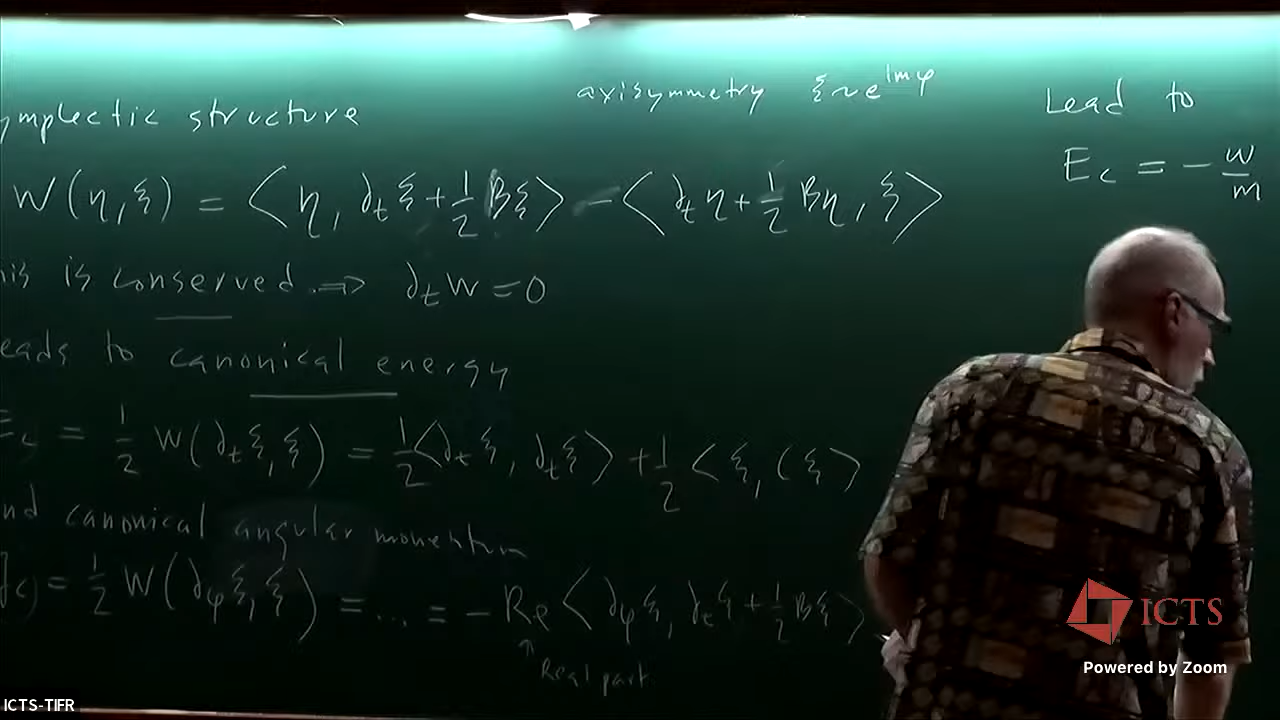 axisymmetry ξ~e^{imφ}
ymplectic structure
W(η, ξ) = ⟨η, ∂_t ξ + ½ Bξ⟩ - ⟨∂_t η + ½ Bη, ξ⟩
his is conserved. ⇒ ∂_t W = 0
eads to canonical energy
E_c = ½ W(∂_t ξ, ξ) = ½⟨∂_t ξ, ∂_t ξ⟩ + ½⟨ξ, Cξ⟩
nd canonical angular momentum
J_c) = ½ W(∂_φ ξ, ξ) = ... = - Re⟨∂_φ ξ, ∂_t ξ + ½ Bξ⟩
↑
Real part.
Lead to
E_c = - ω/m
ICTS
Powered by Zoom
ICTS-TIFR